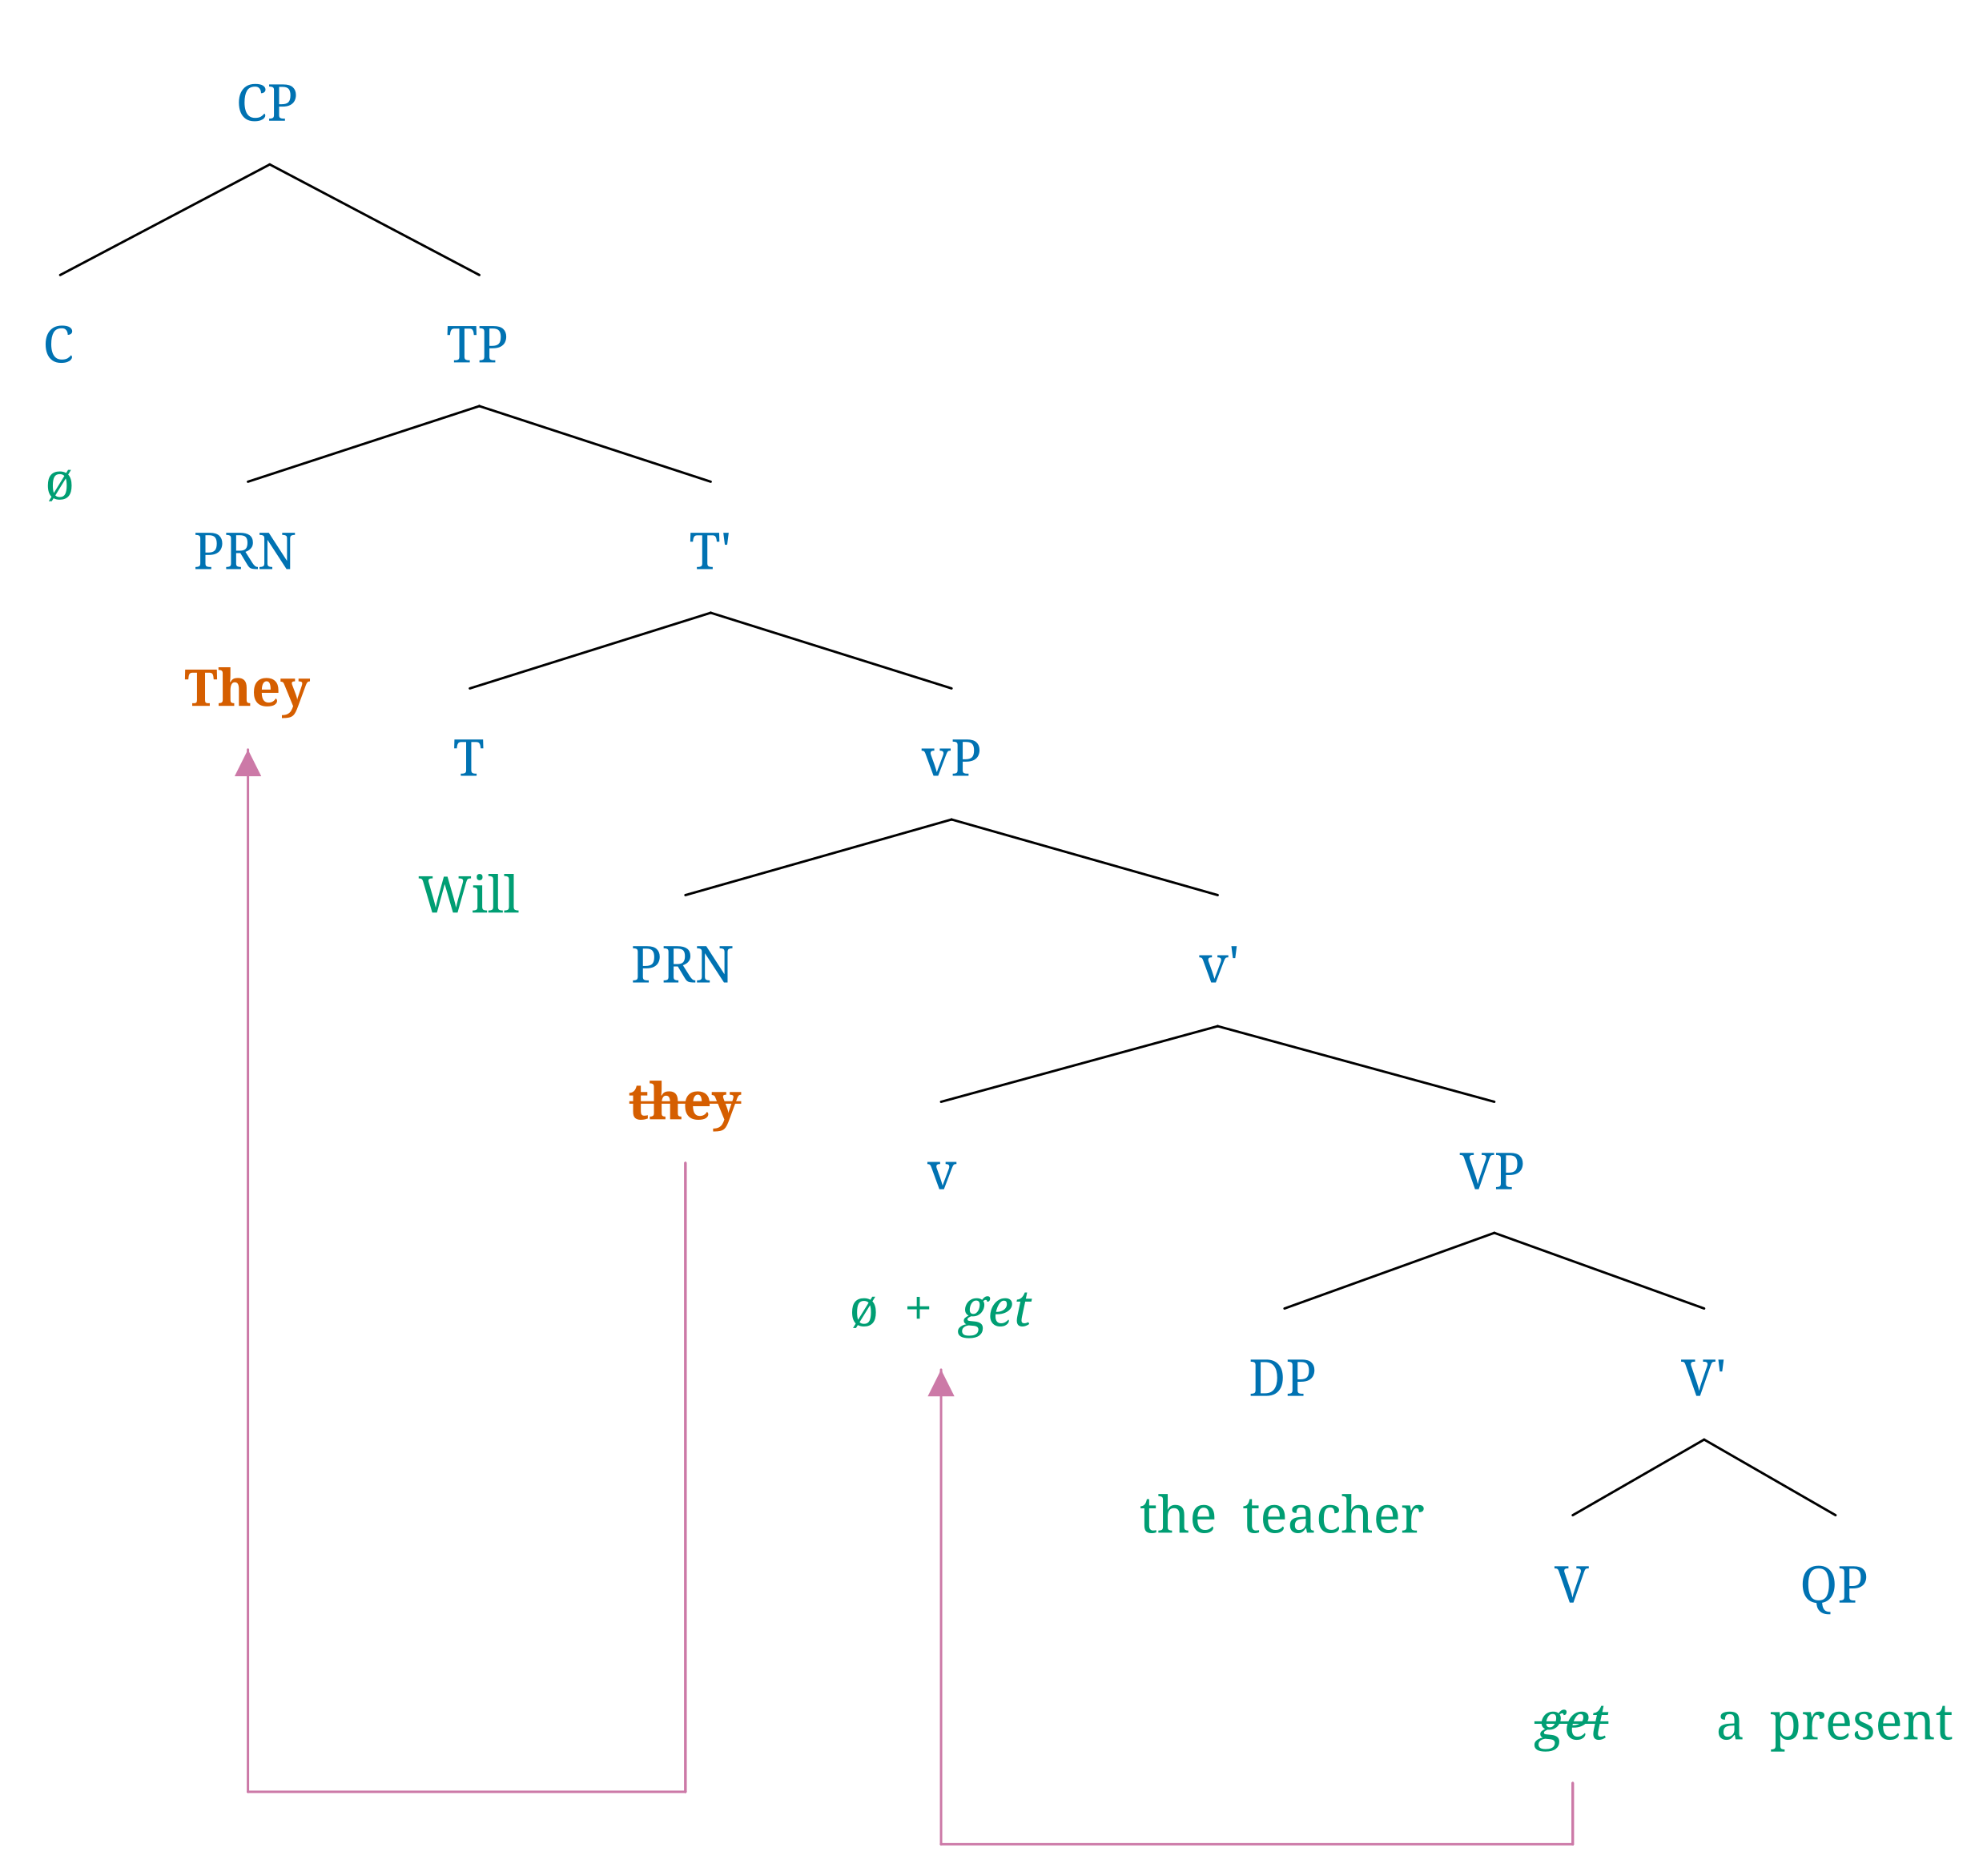 CP
C TP
ø
PRN T'
They
T vP
Will
PRN v'
they
v VP
ø + get
DP V'
the teacher
V QP
get a present